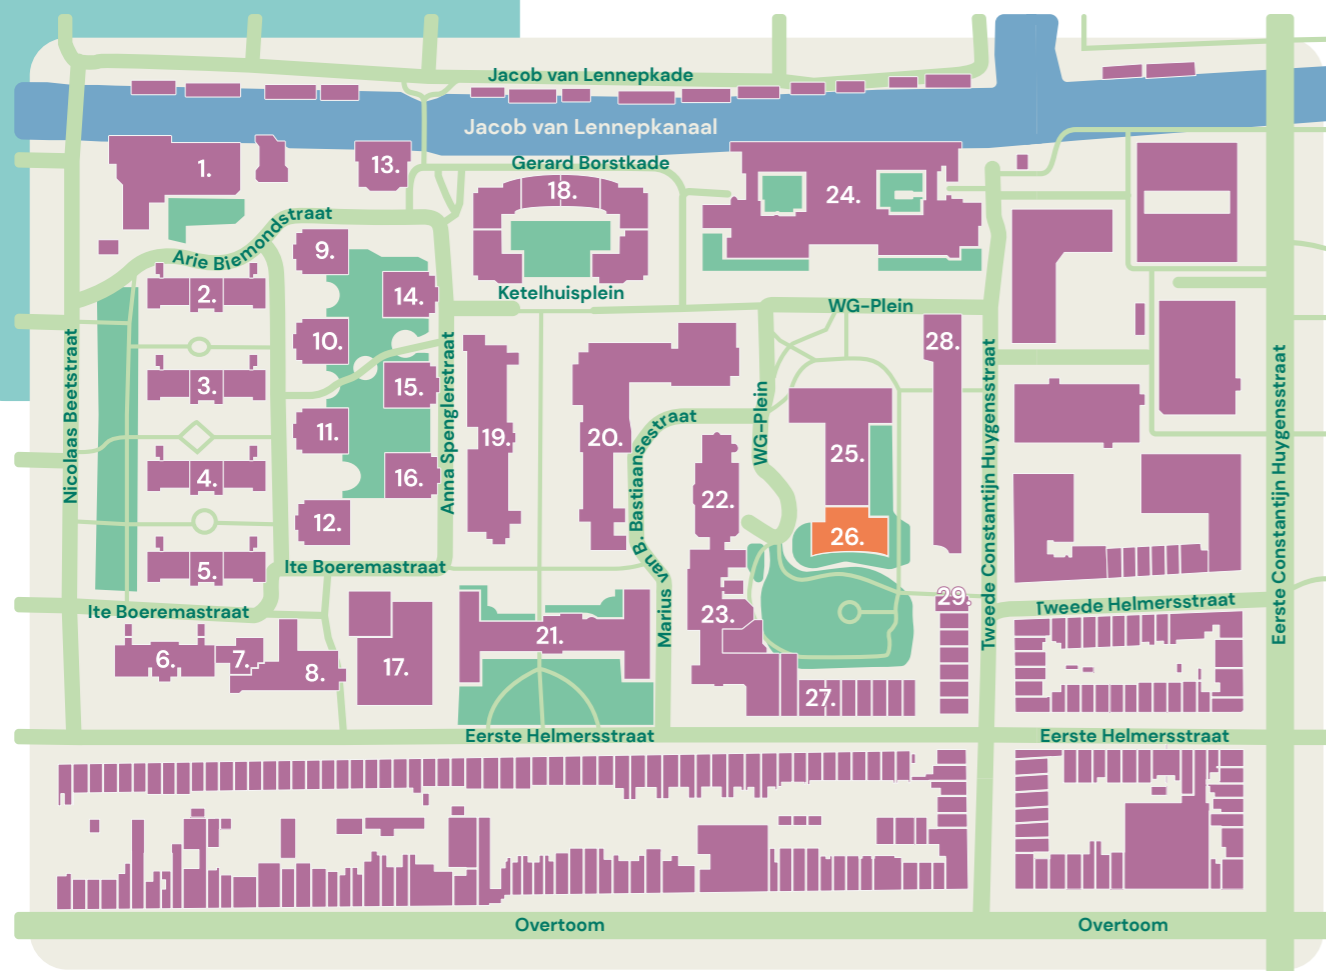 Jacob van Lennepkade
Jacob van Lennepkanaal
Gerard Borstkade
1.
13.
18.
24.
Arie Biemondstraat
9.
2.
14.
Ketelhuisplein
WG-Plein
10.
28.
3.
15.
Nicolaas Beetstraat
Anna Spenglerstraat
WG-Plein
Tweede Constantijn Huygensstraat
Eerste Constantijn Huygensstraat
11.
19.
20.
25.
4.
16.
22.
12.
26.
Marius van B. Bastiaansestraat
5.
Ite Boeremastraat
29.
Ite Boeremastraat
Tweede Helmersstraat
23.
21.
6.
7.
8.
17.
27.
Eerste Helmersstraat
Eerste Helmersstraat
Overtoom
Overtoom